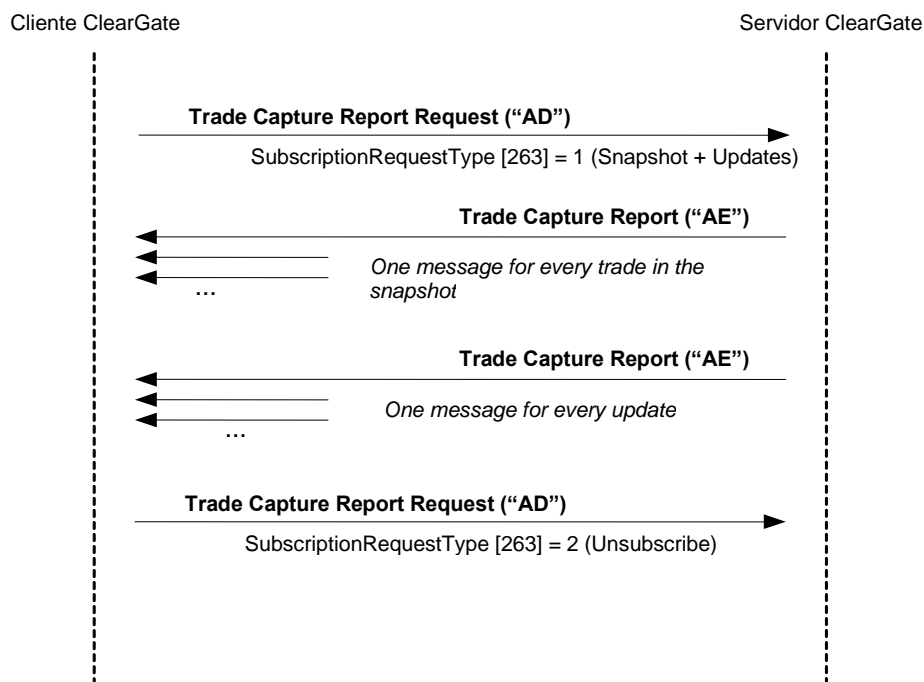 Cliente ClearGate
Servidor ClearGate
Trade Capture Report Request (“AD”)
SubscriptionRequestType [263] = 1 (Snapshot + Updates)
Trade Capture Report (“AE”)
One message for every trade in the
snapshot
...
Trade Capture Report (“AE”)
One message for every update
...
Trade Capture Report Request (“AD”)
SubscriptionRequestType [263] = 2 (Unsubscribe)